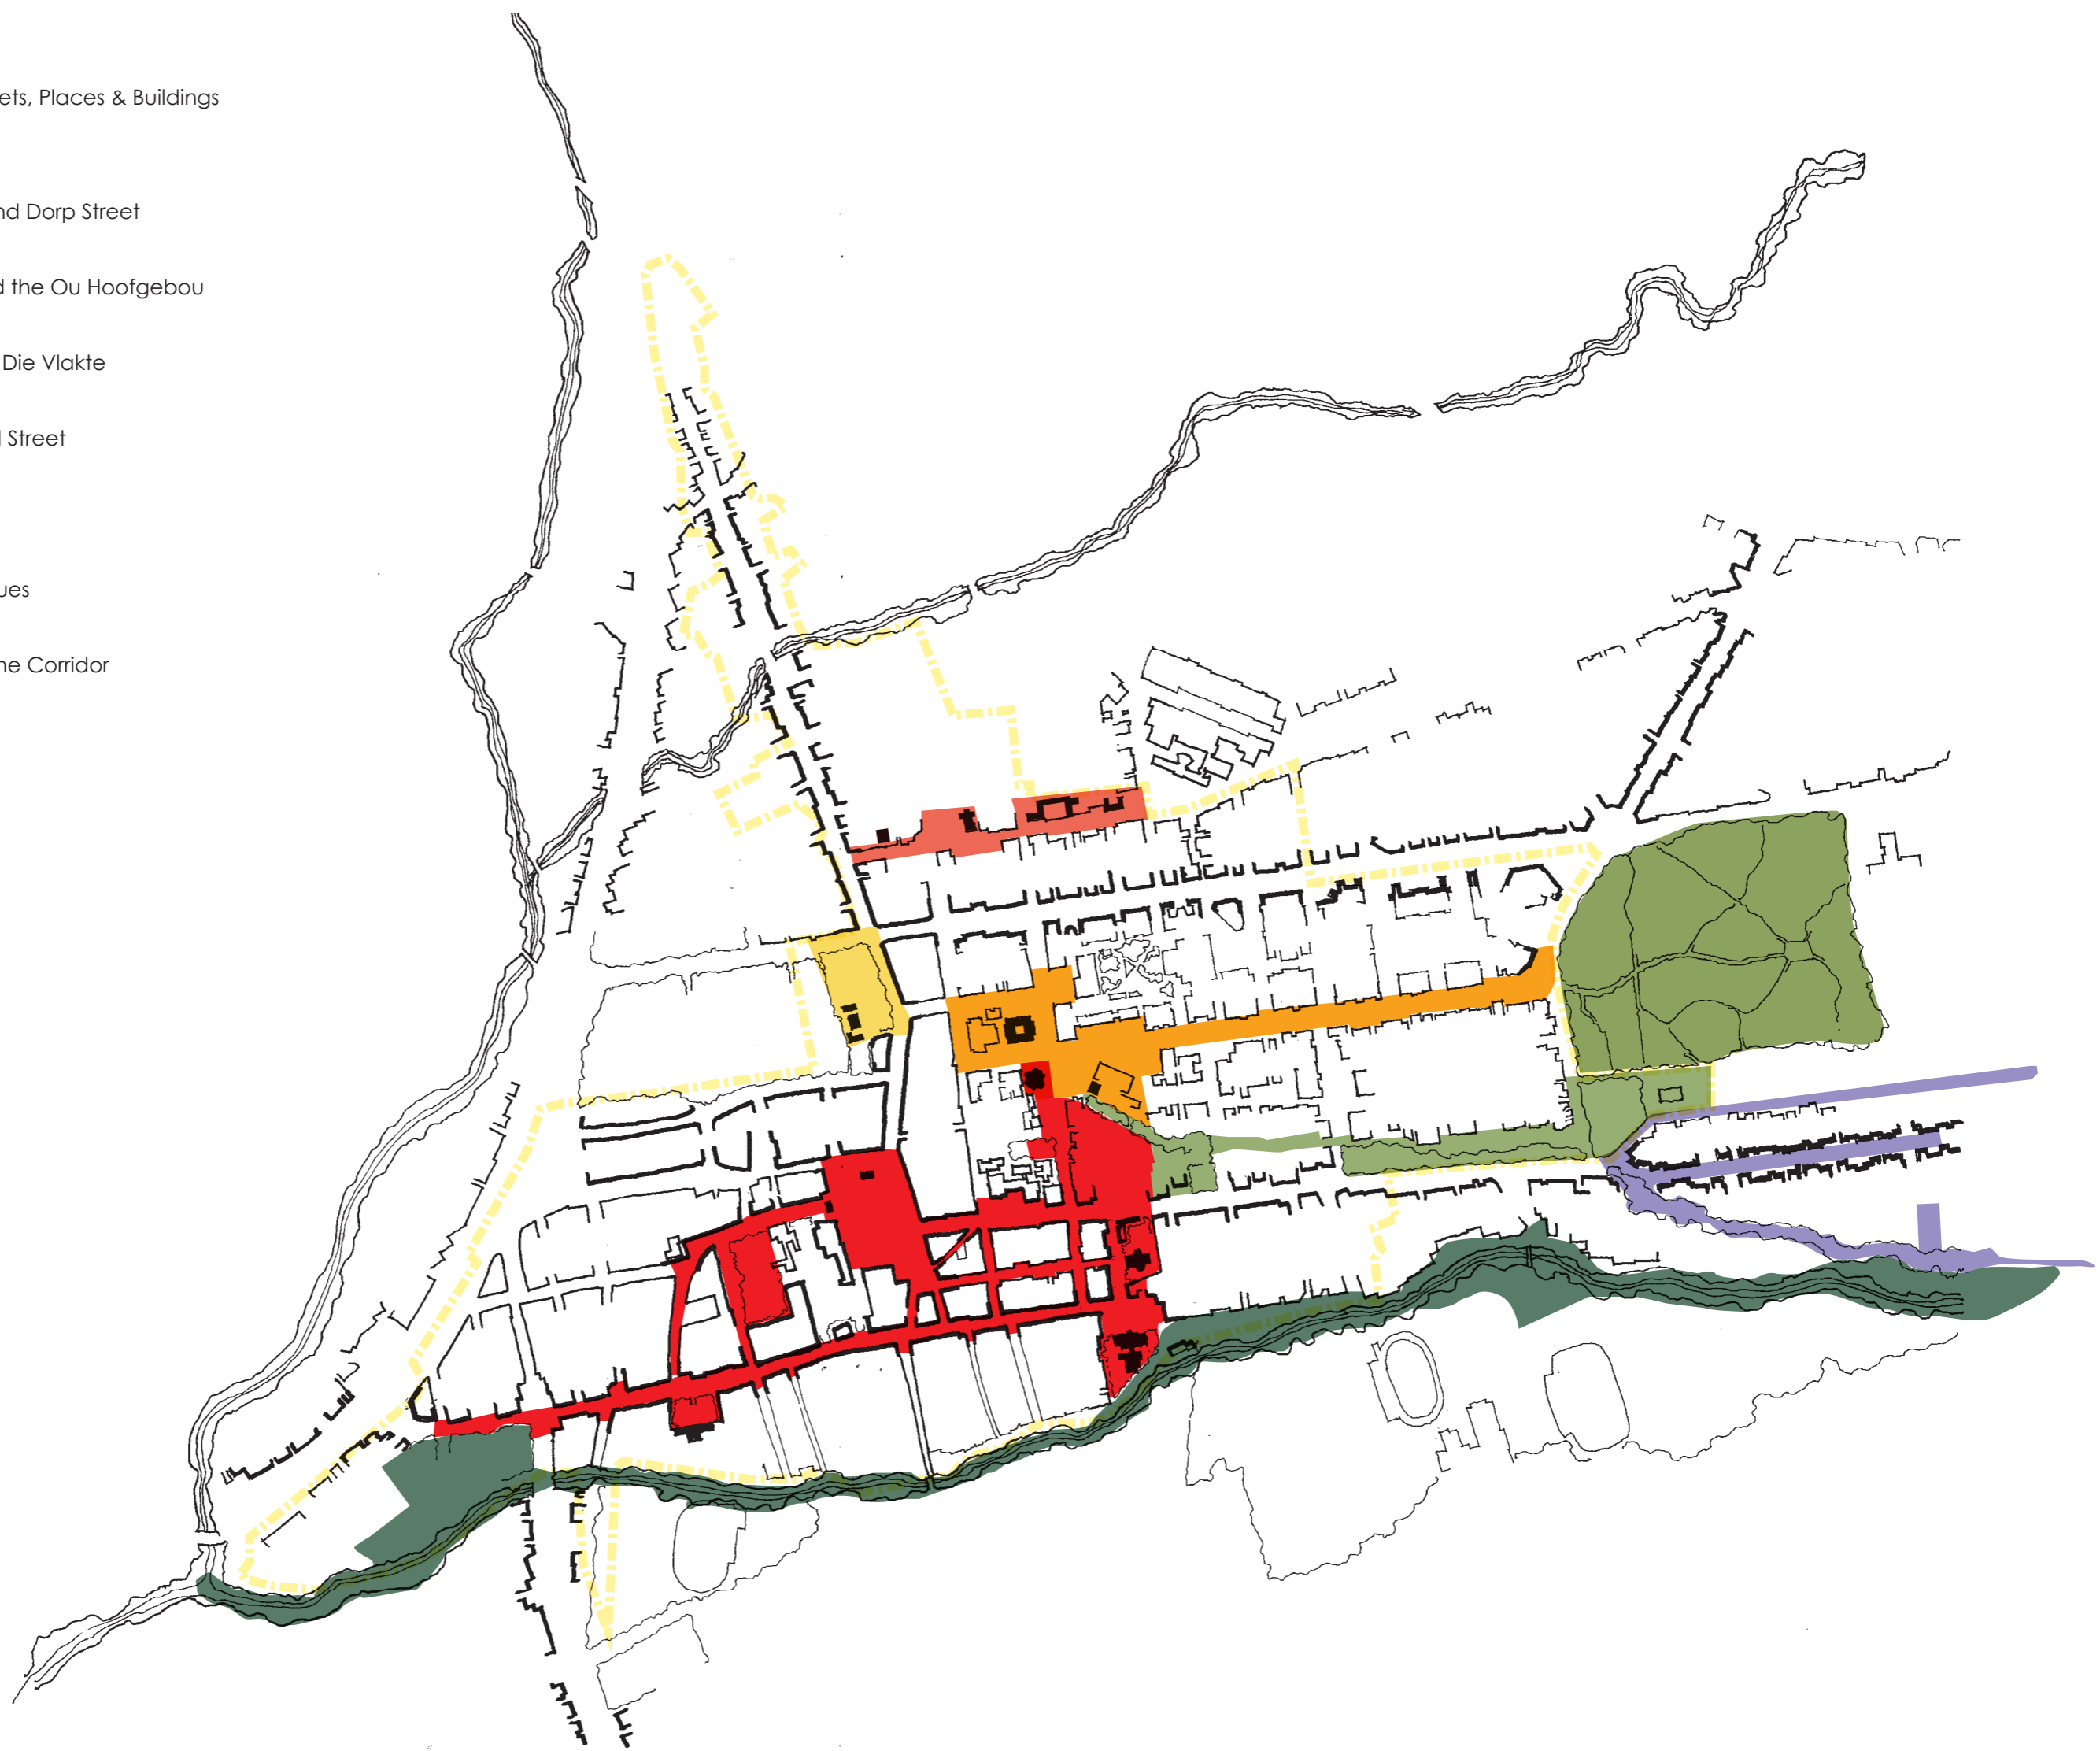 ets, Places & Buildings
nd Dorp Street
d the Ou Hoofgebou
Die Vlakte
l Street
ues
ne Corridor